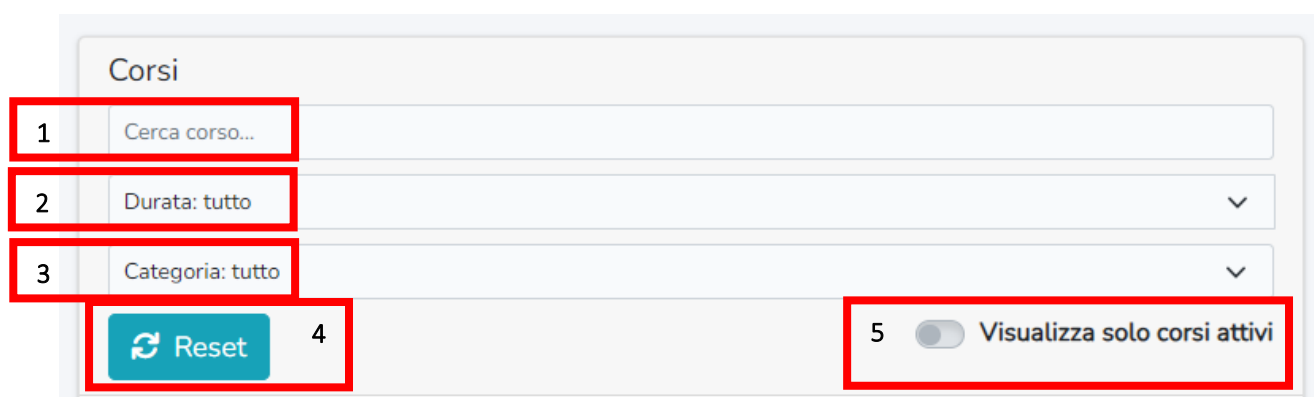 Corsi
1 Cerca corso...
2 Durata: tutto
3 Categoria: tutto
Reset 4 5 Visualizza solo corsi attivi